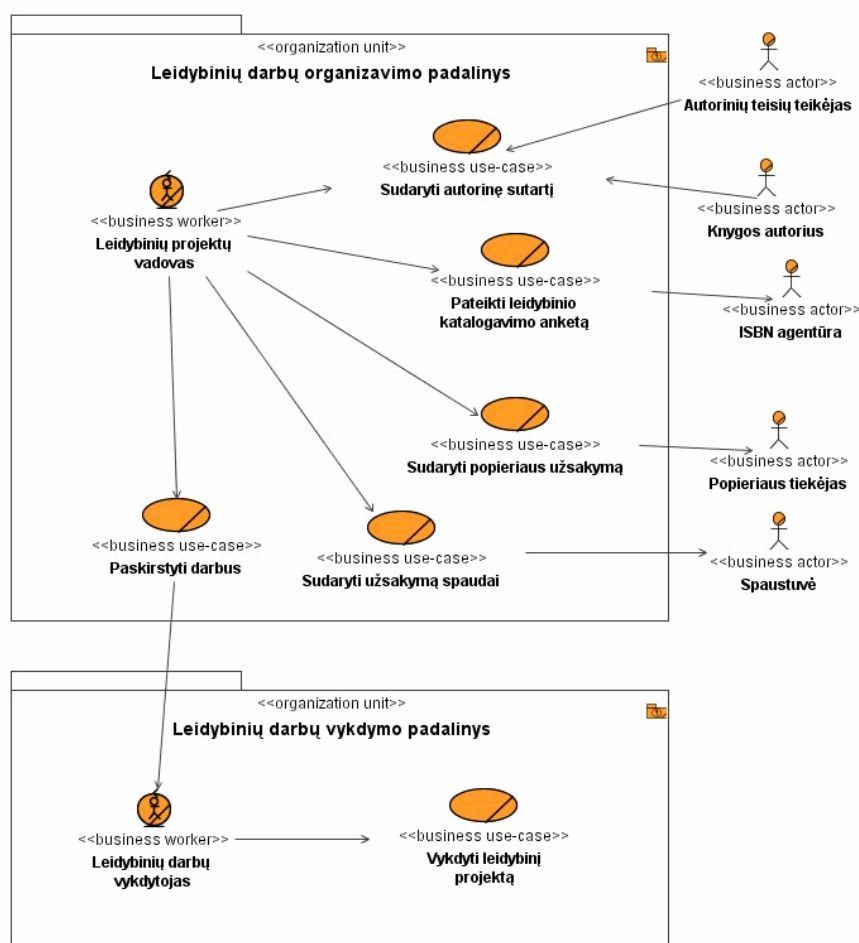 <<organization unit>>
Leidybinių darbų organizavimo padalinys
<<business actor>>
Autorinių teisių teikėjas
<<business use-case>>
Sudaryti autorinę sutartį
<<business worker>>
Leidybinių projektų
vadovas
<<business actor>>
Knygos autorius
<<business use-case>>
Pateikti leidybinio
katalogavimo anketą
<<business actor>>
ISBN agentūra
<<business use-case>>
Sudaryti popieriaus užsakymą
<<business actor>>
Popieriaus tiekėjas
<<business use-case>>
Paskirstyti darbus
<<business use-case>>
Sudaryti užsakymą spaudai
<<business actor>>
Spaustuvė
<<organization unit>>
Leidybinių darbų vykdymo padalinys
<<business worker>>
Leidybinių darbų
vykdytojas
<<business use-case>>
Vykdyti leidybinį
projektą